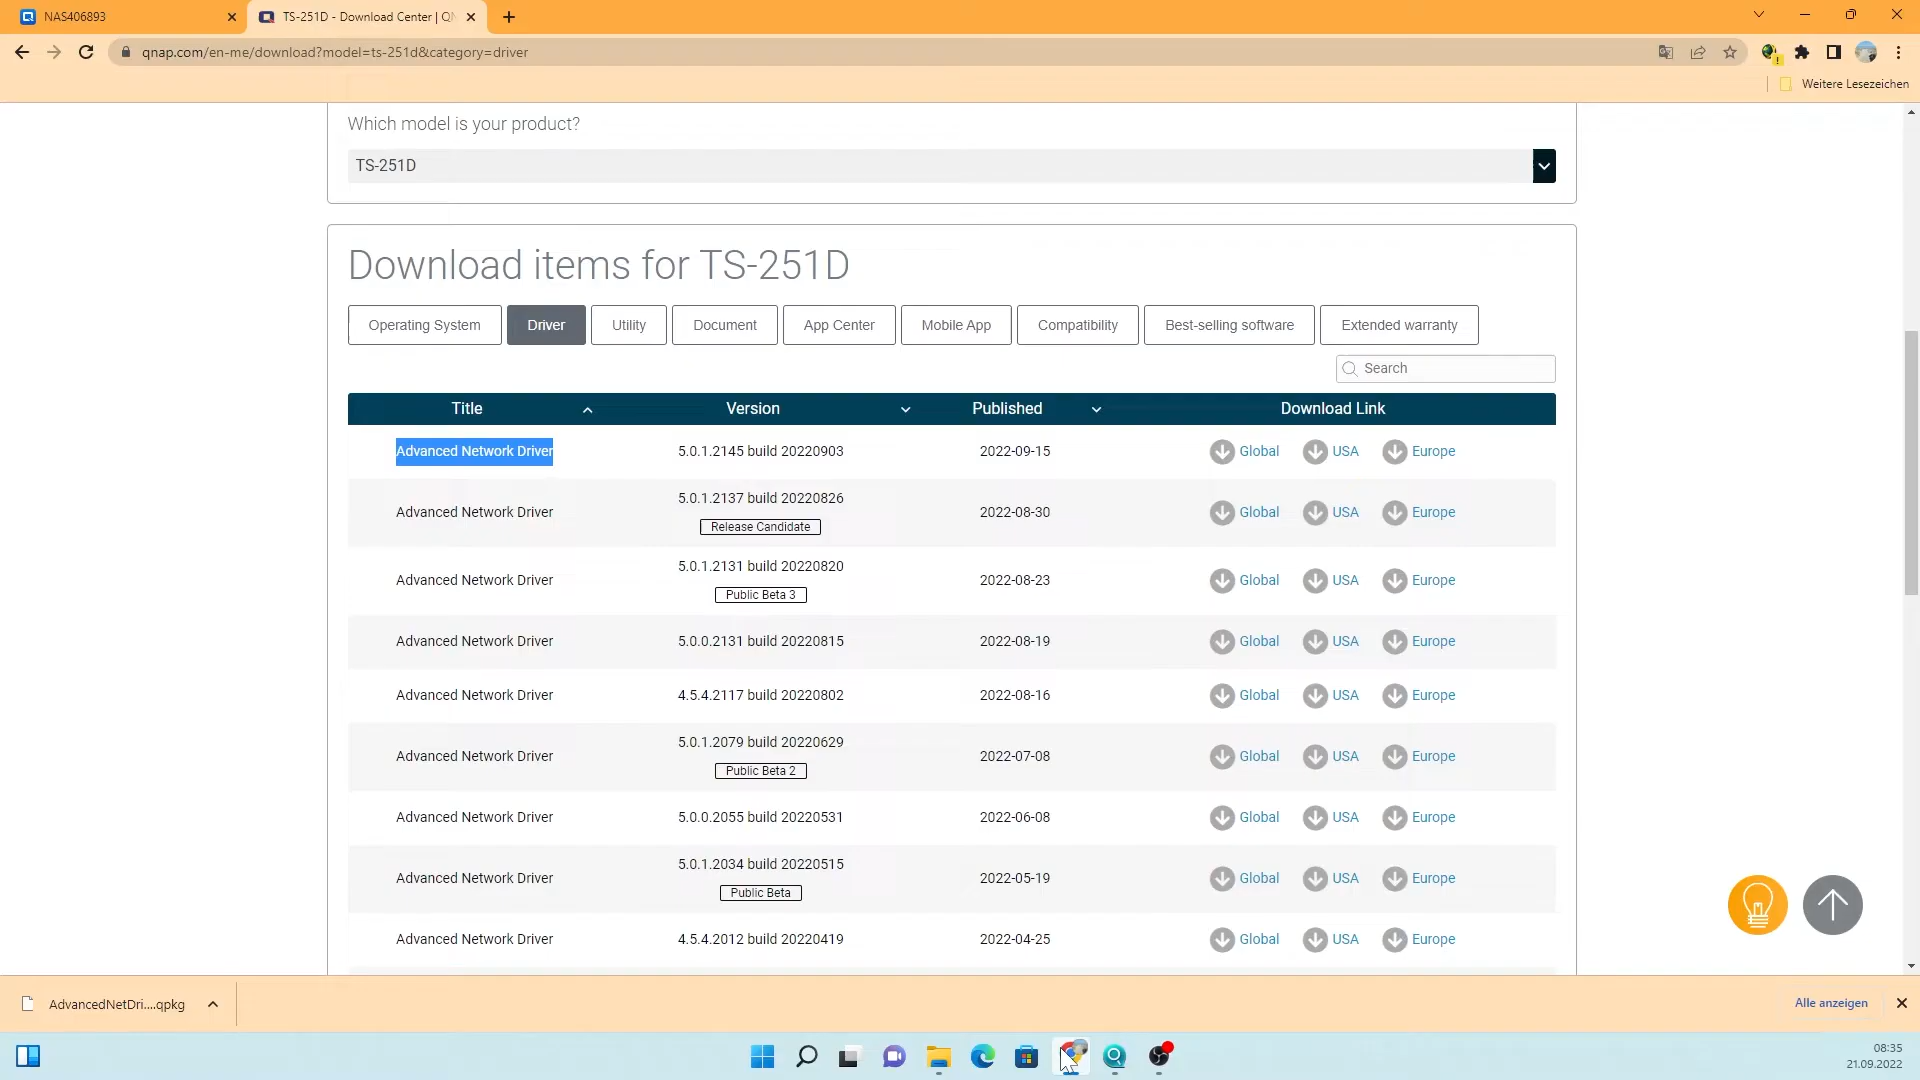 NAS406893
TS-251D - Download Center | QN
qnap.com/en-me/download?model=ts-251d&category=driver
Weitere Lesezeichen
Which model is your product?
TS-251D
Download items for TS-251D
Operating System Driver Utility Document App Center Mobile App Compatibility Best-selling software Extended warranty
Search
Title Version Published Download Link
Advanced Network Driver 5.0.1.2145 build 20220903 2022-09-15 Global USA Europe
5.0.1.2137 build 20220826
Advanced Network Driver 2022-08-30 Global USA Europe
Release Candidate
5.0.1.2131 build 20220820
Advanced Network Driver 2022-08-23 Global USA Europe
Public Beta 3
Advanced Network Driver 5.0.0.2131 build 20220815 2022-08-19 Global USA Europe
Advanced Network Driver 4.5.4.2117 build 20220802 2022-08-16 Global USA Europe
5.0.1.2079 build 20220629
Advanced Network Driver 2022-07-08 Global USA Europe
Public Beta 2
Advanced Network Driver 5.0.0.2055 build 20220531 2022-06-08 Global USA Europe
5.0.1.2034 build 20220515
Advanced Network Driver 2022-05-19 Global USA Europe
Public Beta
Advanced Network Driver 4.5.4.2012 build 20220419 2022-04-25 Global USA Europe
AdvancedNetDri....qpkg
Alle anzeigen
08:35
21.09.2022